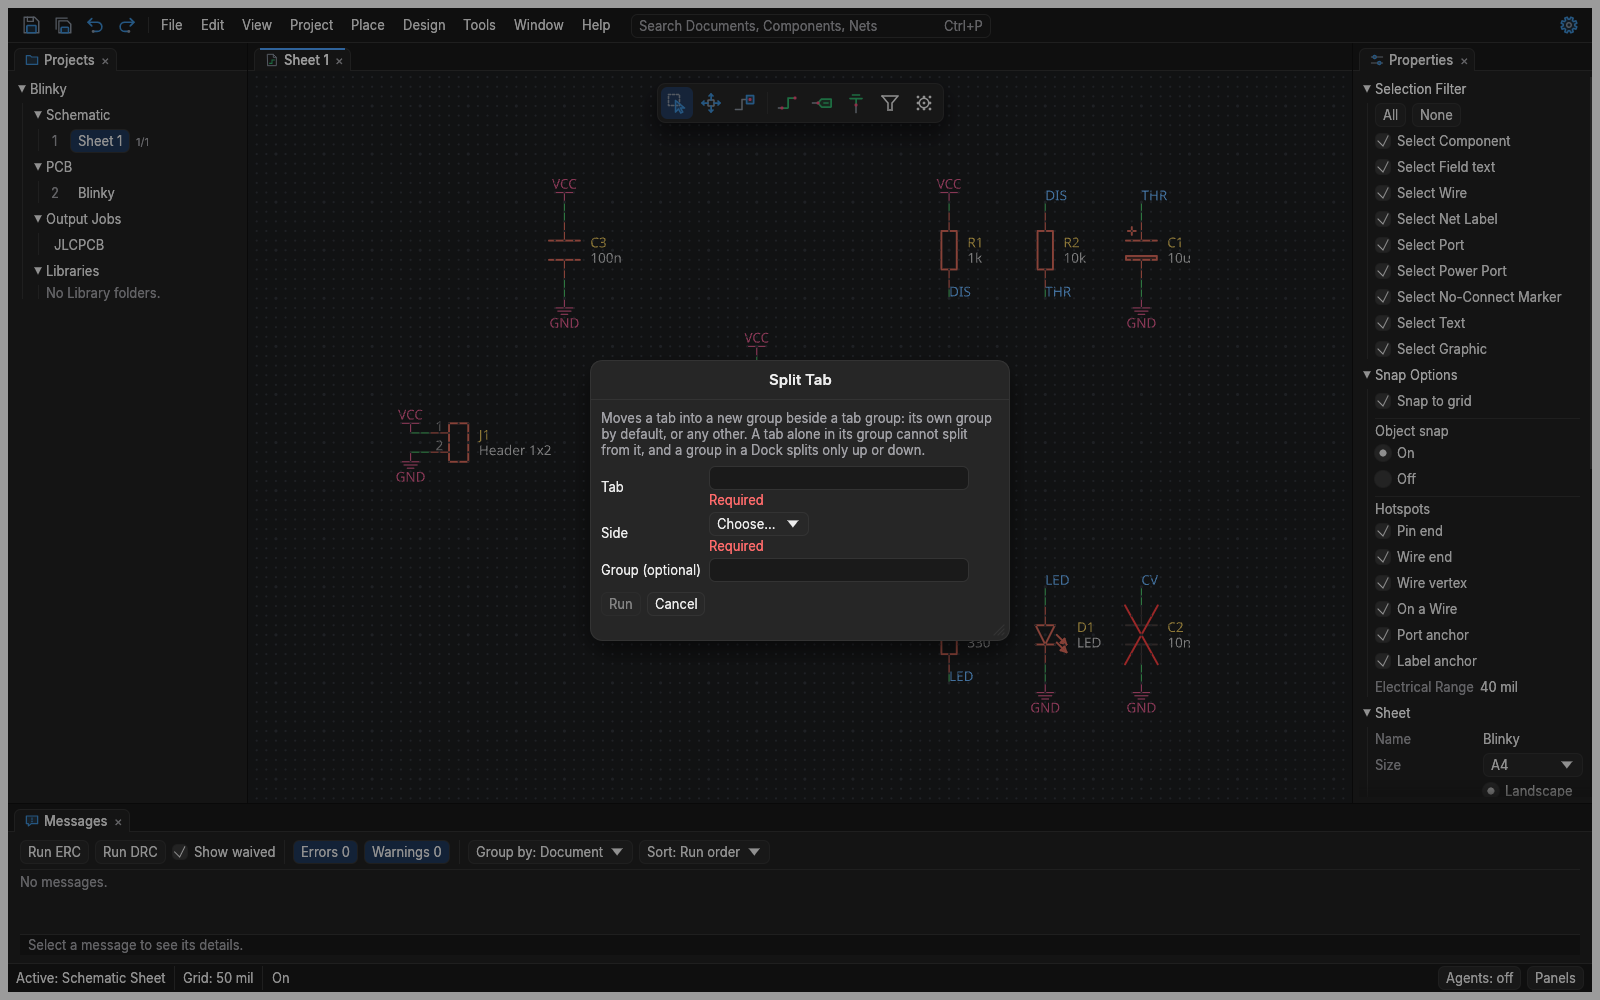 File Edit View Project Place Design Tools Window Help Search Documents, Components, Nets Ctrl+P
Projects ×
Sheet 1 ×
Properties ×
Blinky
Schematic
1 Sheet 1 1/1
PCB
2 Blinky
Output Jobs
JLCPCB
Libraries
No Library folders.
VCC
C3
100n
GND
VCC
R1
1k
DIS
DIS
R2
10k
THR
THR
C1
10u
GND
VCC
VCC
1
2
J1
Header 1x2
GND
Split Tab
Moves a tab into a new group beside a tab group: its own group
by default, or any other. A tab alone in its group cannot split
from it, and a group in a Dock splits only up or down.
Tab
Required
Side Choose...
Required
Group (optional)
Run Cancel
330
LED
LED
D1
LED
GND
CV
C2
10n
GND
Selection Filter
All None
Select Component
Select Field text
Select Wire
Select Net Label
Select Port
Select Power Port
Select No-Connect Marker
Select Text
Select Graphic
Snap Options
Snap to grid
Object snap
On
Off
Hotspots
Pin end
Wire end
Wire vertex
On a Wire
Port anchor
Label anchor
Electrical Range 40 mil
Sheet
Name Blinky
Size A4
Landscape
Messages ×
Run ERC Run DRC Show waived Errors 0 Warnings 0 Group by: Document Sort: Run order
No messages.
Select a message to see its details.
Active: Schematic Sheet Grid: 50 mil On Agents: off Panels